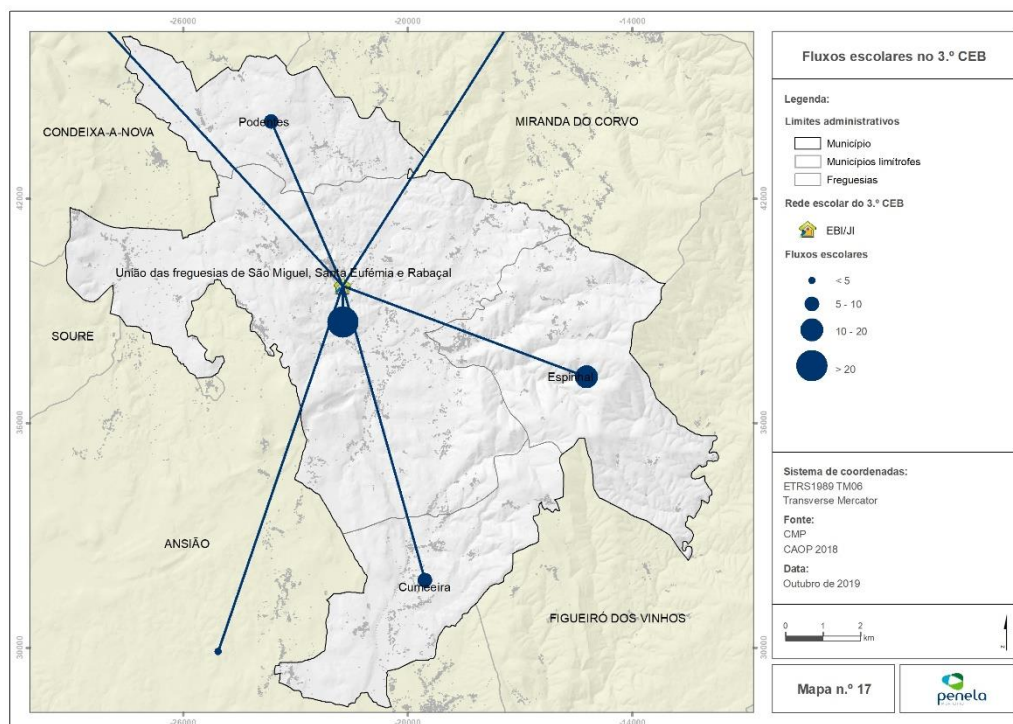 -26000
-20000
-14000
Fluxos escolares no 3.º CEB
Legenda:
Limites administrativos
Município
Municípios limítrofes
Freguesias
Rede escolar do 3.º CEB
EBI/JI
Fluxos escolares
< 5
5 - 10
10 - 20
> 20
CONDEIXA-A-NOVA
Podentes
MIRANDA DO CORVO
42000
42000
União das freguesias de São Miguel, Santa Eufémia e Rabaçal
SOURE
Espinhal
36000
36000
ANSIÃO
Cumeeira
FIGUEIRÓ DOS VINHOS
30000
30000
-26000
-20000
-14000
Sistema de coordenadas:
ETRS1989 TM06
Transverse Mercator
Fonte:
CMP
CAOP 2018
Data:
Outubro de 2019
0 1 2
km
Mapa n.º 17
penela